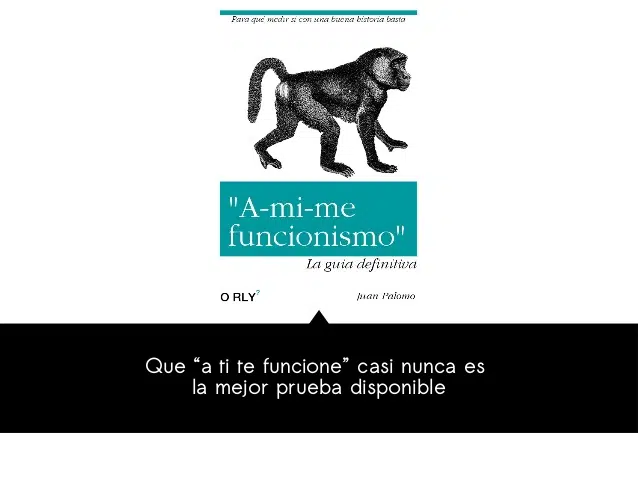 Para qué medir si con una buena historia basta
"A-mi-me
funcionismo"
La guia definitiva
O RLY?
Juan Palomo
Que “a ti te funcione” casi nunca es
la mejor prueba disponible